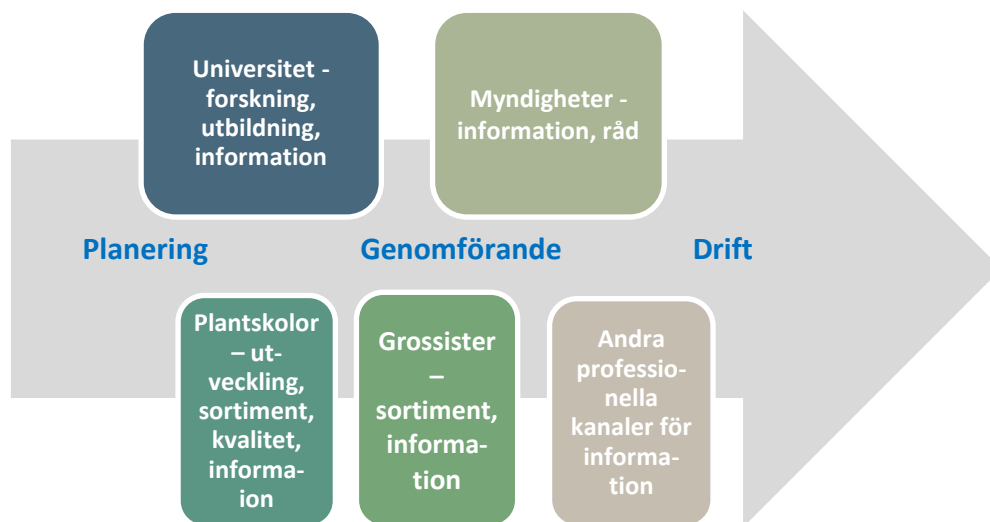 Universitet -
forskning,
utbildning,
information
Myndigheter -
information, råd
Planering
Genomförande
Drift
Plantskolor
– ut-
veckling,
sortiment,
kvalitet,
informa-
ion
Grossister
–
sortiment,
informa-
tion
Andra
professio-
nella
kanaler för
informa-
tion